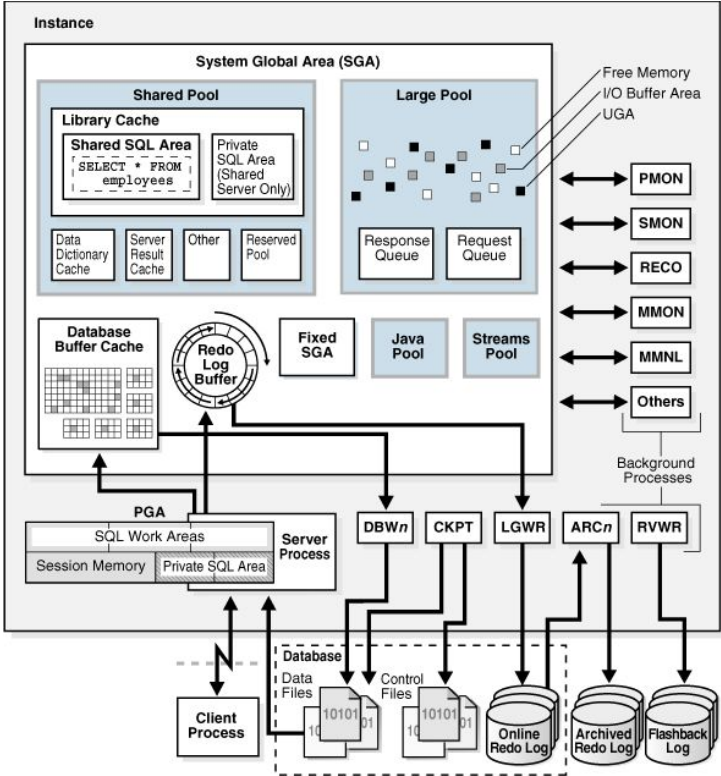 Instance
System Global Area (SGA)
Shared Pool
Library Cache
Shared SQL Area
SELECT * FROM
employees
Private
SQL Area
(Shared
Server Only)
Data
Dictionary
Cache
Server
Result
Cache
Other
Reserved
Pool
Large Pool
Response
Queue
Request
Queue
Free Memory
I/O Buffer Area
UGA
Database
Buffer Cache
Redo
Log
Buffer
Fixed
SGA
Java
Pool
Streams
Pool
PMON
SMON
RECO
MMON
MMNL
Others
Background
Processes
PGA
SQL Work Areas
Session Memory
Private SQL Area
Server
Process
DBWn
CKPT
LGWR
ARCn
RVWR
Client
Process
Database
Data
Files
10101
10
01
Control
Files
10101
10
01
Online
Redo Log
Archived
Redo Log
Flashback
Log